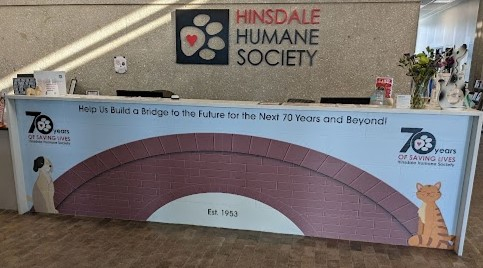 HINSDALE
HUMANE
SOCIETY
Help Us Build a Bridge to the Future for the Next 70 Years and Beyond!
70 years
OF SAVING LIVES
Hinsdale Humane Society
70 years
OF SAVING LIVES
Hinsdale Humane Society
Est. 1953